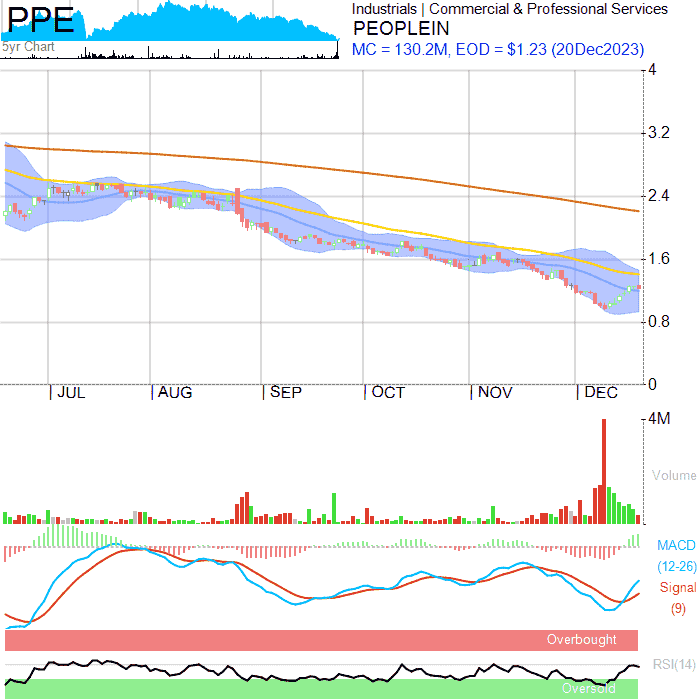 PPE
5yr Chart
Industrials | Commercial & Professional Services
PEOPLEIN
MC = 130.2M, EOD = $1.23 (20Dec2023)
4
3.2
2.4
1.6
0.8
0
JUL AUG SEP OCT NOV DEC
4M
Volume
MACD
(12-26)
Signal
(9)
Overbought
RSI(14)
Oversold